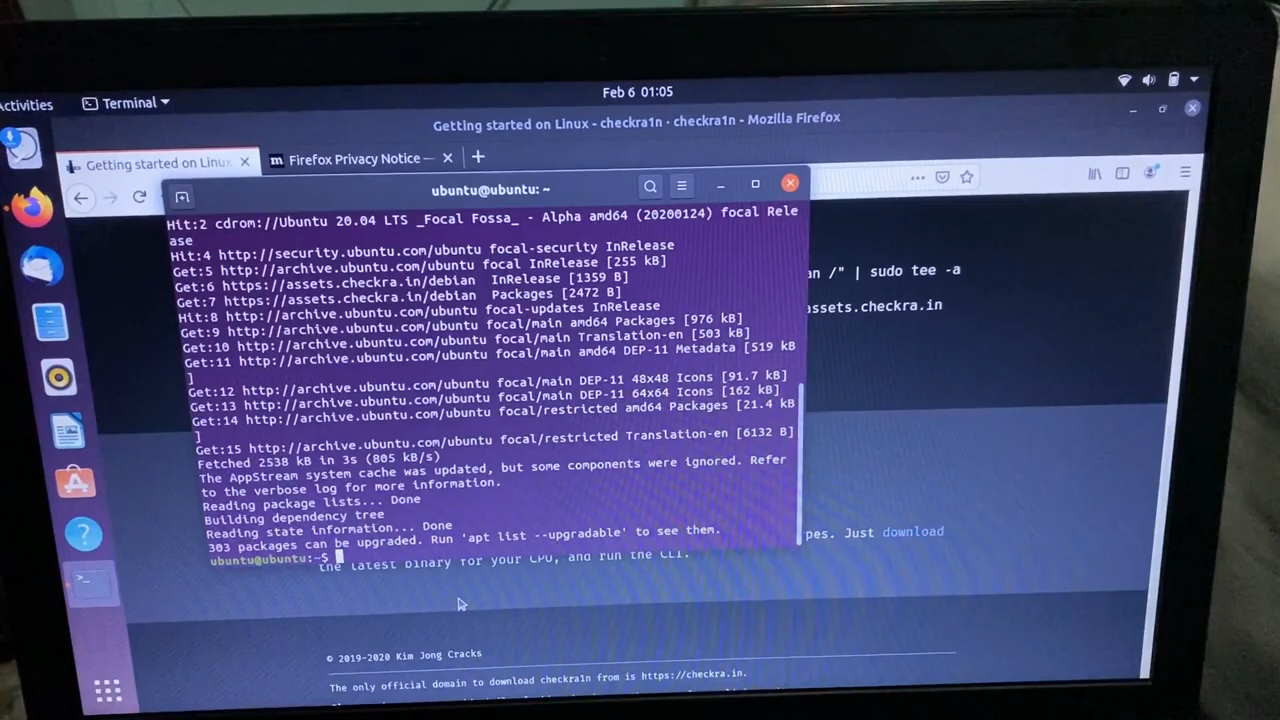 Feb 6 01:05
Activities
Terminal
Getting started on Linux - checkra1n · checkra1n - Mozilla Firefox
Getting started on Linux
Firefox Privacy Notice —
ubuntu@ubuntu: ~
Hit:2 cdrom://Ubuntu 20.04 LTS _Focal Fossa_ - Alpha amd64 (20200124) focal Rele
ase
Hit:4 http://security.ubuntu.com/ubuntu focal-security InRelease
Get:5 http://archive.ubuntu.com/ubuntu focal InRelease [255 kB]
Get:6 https://assets.checkra.in/debian  InRelease [1359 B]
Get:7 https://assets.checkra.in/debian  Packages [2472 B]
Hit:8 http://archive.ubuntu.com/ubuntu focal-updates InRelease
Get:9 http://archive.ubuntu.com/ubuntu focal/main amd64 Packages [976 kB]
Get:10 http://archive.ubuntu.com/ubuntu focal/main Translation-en [503 kB]
Get:11 http://archive.ubuntu.com/ubuntu focal/main amd64 DEP-11 Metadata [519 kB
]
Get:12 http://archive.ubuntu.com/ubuntu focal/main DEP-11 48x48 Icons [91.7 kB]
Get:13 http://archive.ubuntu.com/ubuntu focal/main DEP-11 64x64 Icons [162 kB]
Get:14 http://archive.ubuntu.com/ubuntu focal/restricted amd64 Packages [21.4 kB
]
Get:15 http://archive.ubuntu.com/ubuntu focal/restricted Translation-en [6132 B]
Fetched 2538 kB in 3s (805 kB/s)
The AppStream system cache was updated, but some components were ignored. Refer
to the verbose log for more information.
Reading package lists... Done
Building dependency tree
Reading state information... Done
303 packages can be upgraded. Run 'apt list --upgradable' to see them.
ubuntu@ubuntu:~$
an /" | sudo tee -a
assets.checkra.in
pes. Just download
the latest binary for your CPU, and run the CLI.
© 2019-2020 Kim Jong Cracks
The only official domain to download checkra1n from is https://checkra.in.